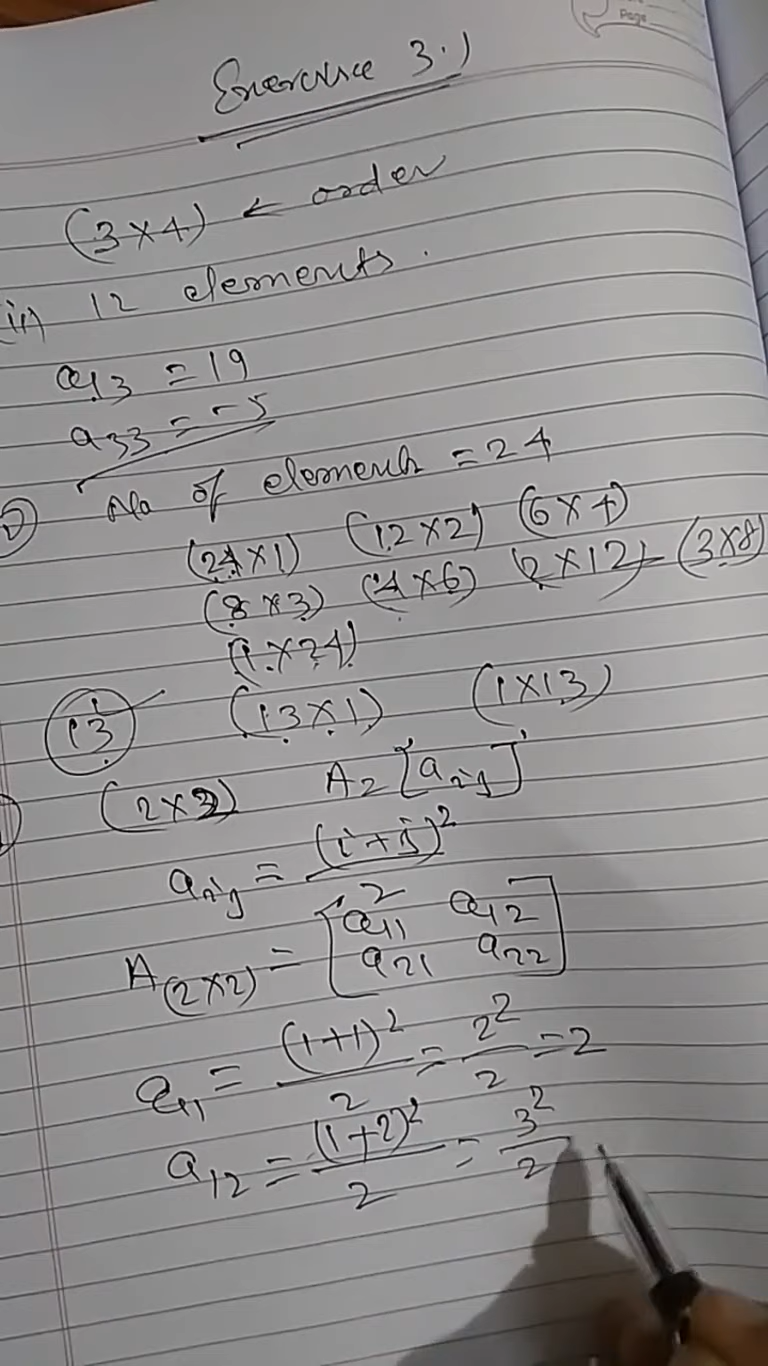 Page
Exercise 3.1
(3×4) ← order
(ii) 12 elements.
a13 = 19
a33 = -5
No of elements = 24
(24×1) (12×2) (6×4)
(8×3) (4×6) (2×12) (3×8)
(1×24)
13 (13×1) (1×13)
(2×2) A = [aij]
aij = (i+j)² / 2
A(2×2) = [a11 a12
a21 a22]
a11 = (1+1)² / 2 = 2² / 2 = 2
a12 = (1+2)² / 2 = 3² / 2